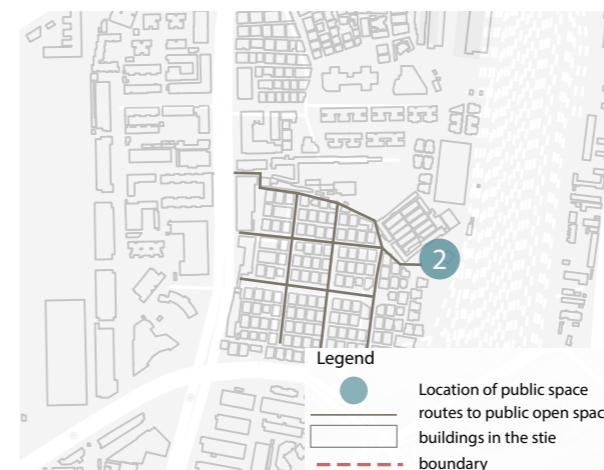 2
Legend
Location of public space
routes to public open spac
buildings in the stie
boundary